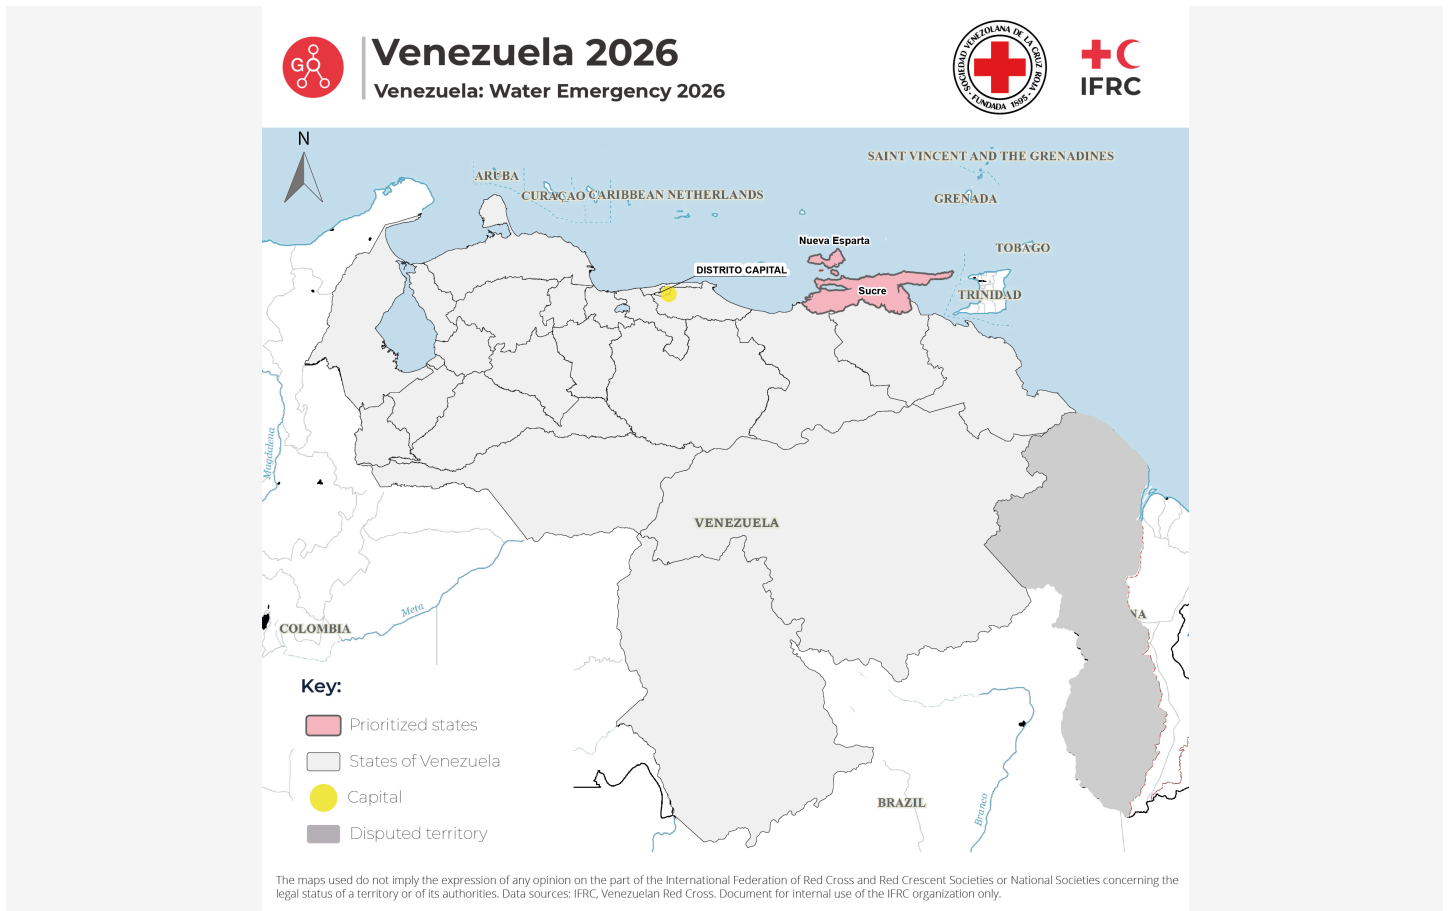 Venezuela 2026
Venezuela: Water Emergency 2026
GO
SOCIEDAD VENEZOLANA DE LA CRUZ ROJA
· FUNDADA 1895 ·
IFRC
N
SAINT VINCENT AND THE GRENADINES
ARUBA
CURAÇAO CARIBBEAN NETHERLANDS
GRENADA
Nueva Esparta
TOBAGO
DISTRITO CAPITAL
Sucre
TRINIDAD
Magdalena
VENEZUELA
Meta
NA
COLOMBIA
Key:
Prioritized states
States of Venezuela
Capital
BRAZIL
Branco
Disputed territory
The maps used do not imply the expression of any opinion on the part of the International Federation of Red Cross and Red Crescent Societies or National Societies concerning the
legal status of a territory or of its authorities. Data sources: IFRC, Venezuelan Red Cross. Document for internal use of the IFRC organization only.